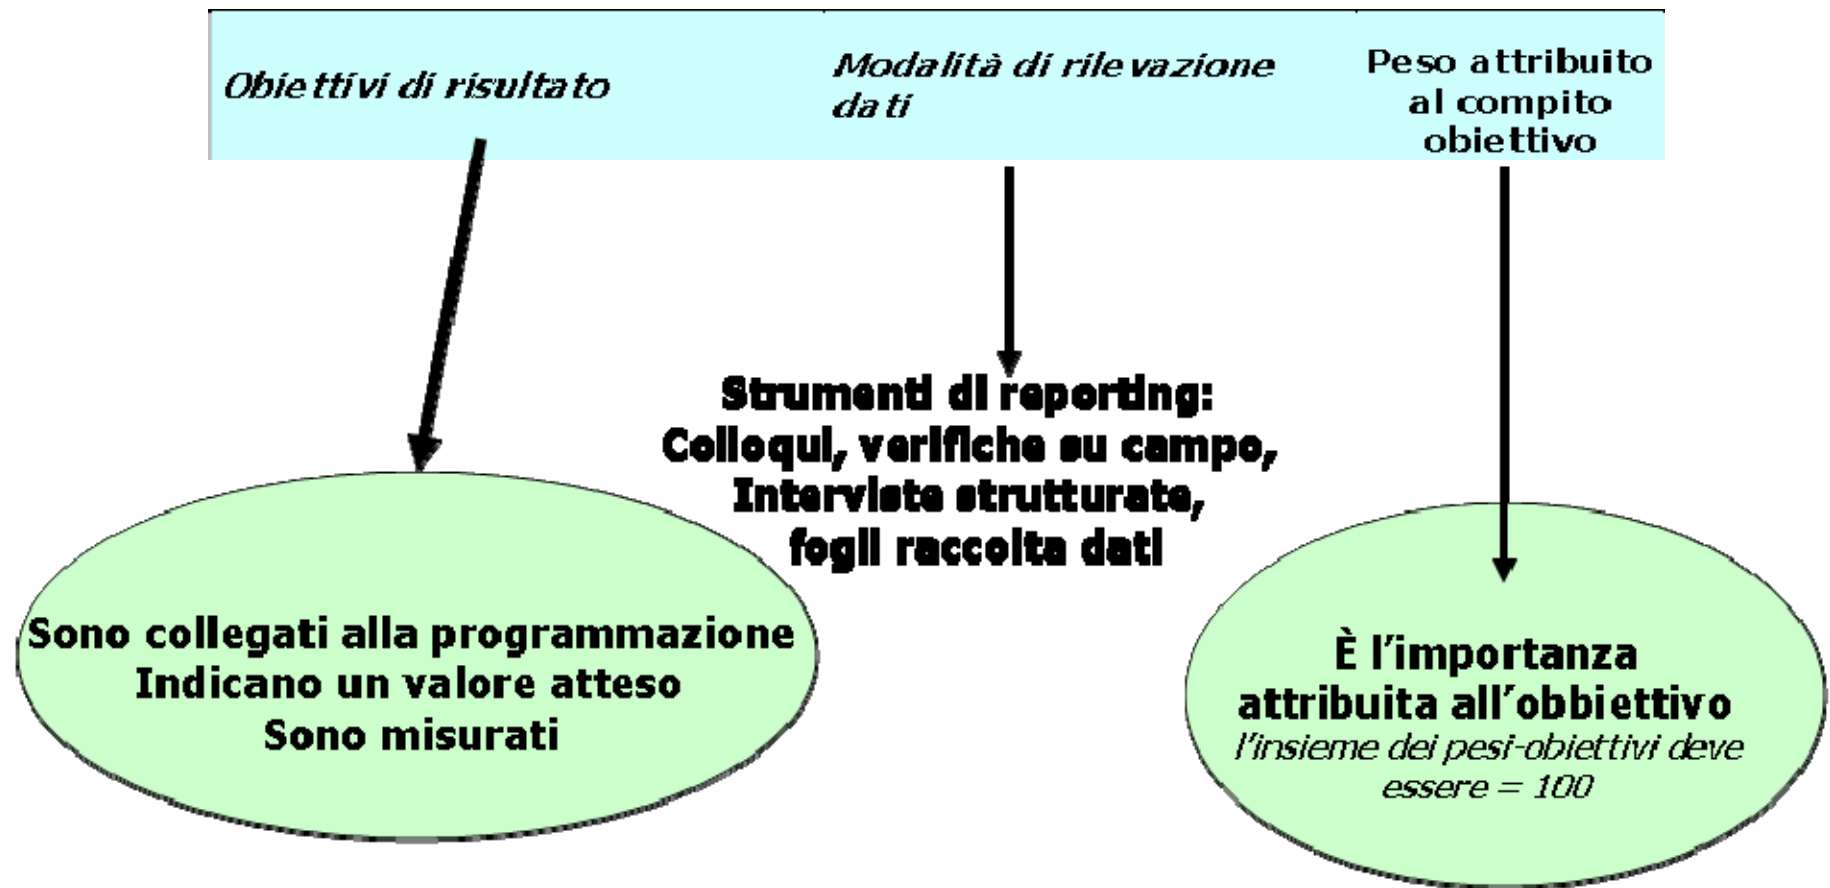 Obiettivi di risultato
Modalità di rilevazione
dati
Peso attribuito
al compito
obiettivo
Strumenti di reporting:
Colloqui, verifiche su campo,
Interviste strutturate,
fogli raccolta dati
Sono collegati alla programmazione
Indicano un valore atteso
Sono misurati
È l'importanza
attribuita all'obbiettivo
l'insieme dei pesi-obiettivi deve
essere = 100